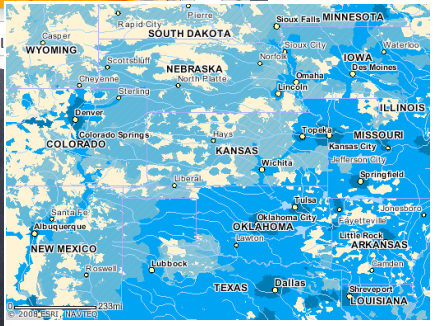 Pierre
Sioux Falls
MINNESOTA
Rapid City
SOUTH DAKOTA
Casper
Sioux City
Waterloo
WYOMING
Scottsbluff
Norfolk
IOWA
NEBRASKA
Des Moines
Cheyenne
North Platte
Omaha
Sterling
Lincoln
ILLINOIS
Denver
Topeka
Colorado Springs
Hays
MISSOURI
COLORADO
KANSAS
Kansas City
Wichita
Jefferson City
Liberal
Springfield
Tulsa
Santa Fe
Oklahoma City
Jonesboro
Albuquerque
OKLAHOMA
Fayetteville
Lawton
Little Rock
NEW MEXICO
ARKANSAS
Roswell
Lubbock
Camden
TEXAS
Dallas
Shreveport
LOUISIANA
0
233mi
© 2008 ESRI, NAVTEQ